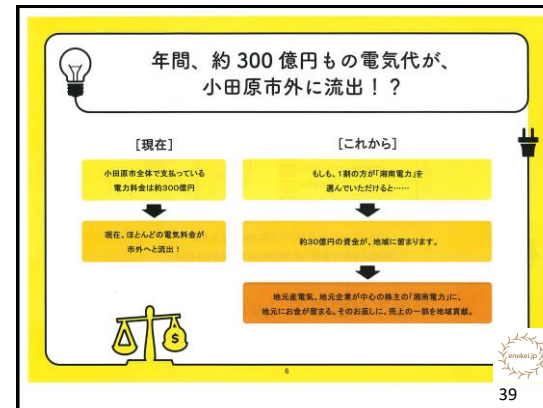 年間、約300億円もの電気代が、
小田原市外に流出！？
［現在］
小田原市全体で支払っている
電力料金は約300億円
現在、ほとんどの電気料金が
市外へと流出！
［これから］
もしも、1割の方が「湘南電力」を
選んでいただけると……
約30億円の資金が、地域に留まります。
地元産電気、地元企業が中心の株主の「湘南電力」に、
地元にお金が留まる。そのお返しに、売上の一部を地域貢献。
$
6
enekei.jp
39